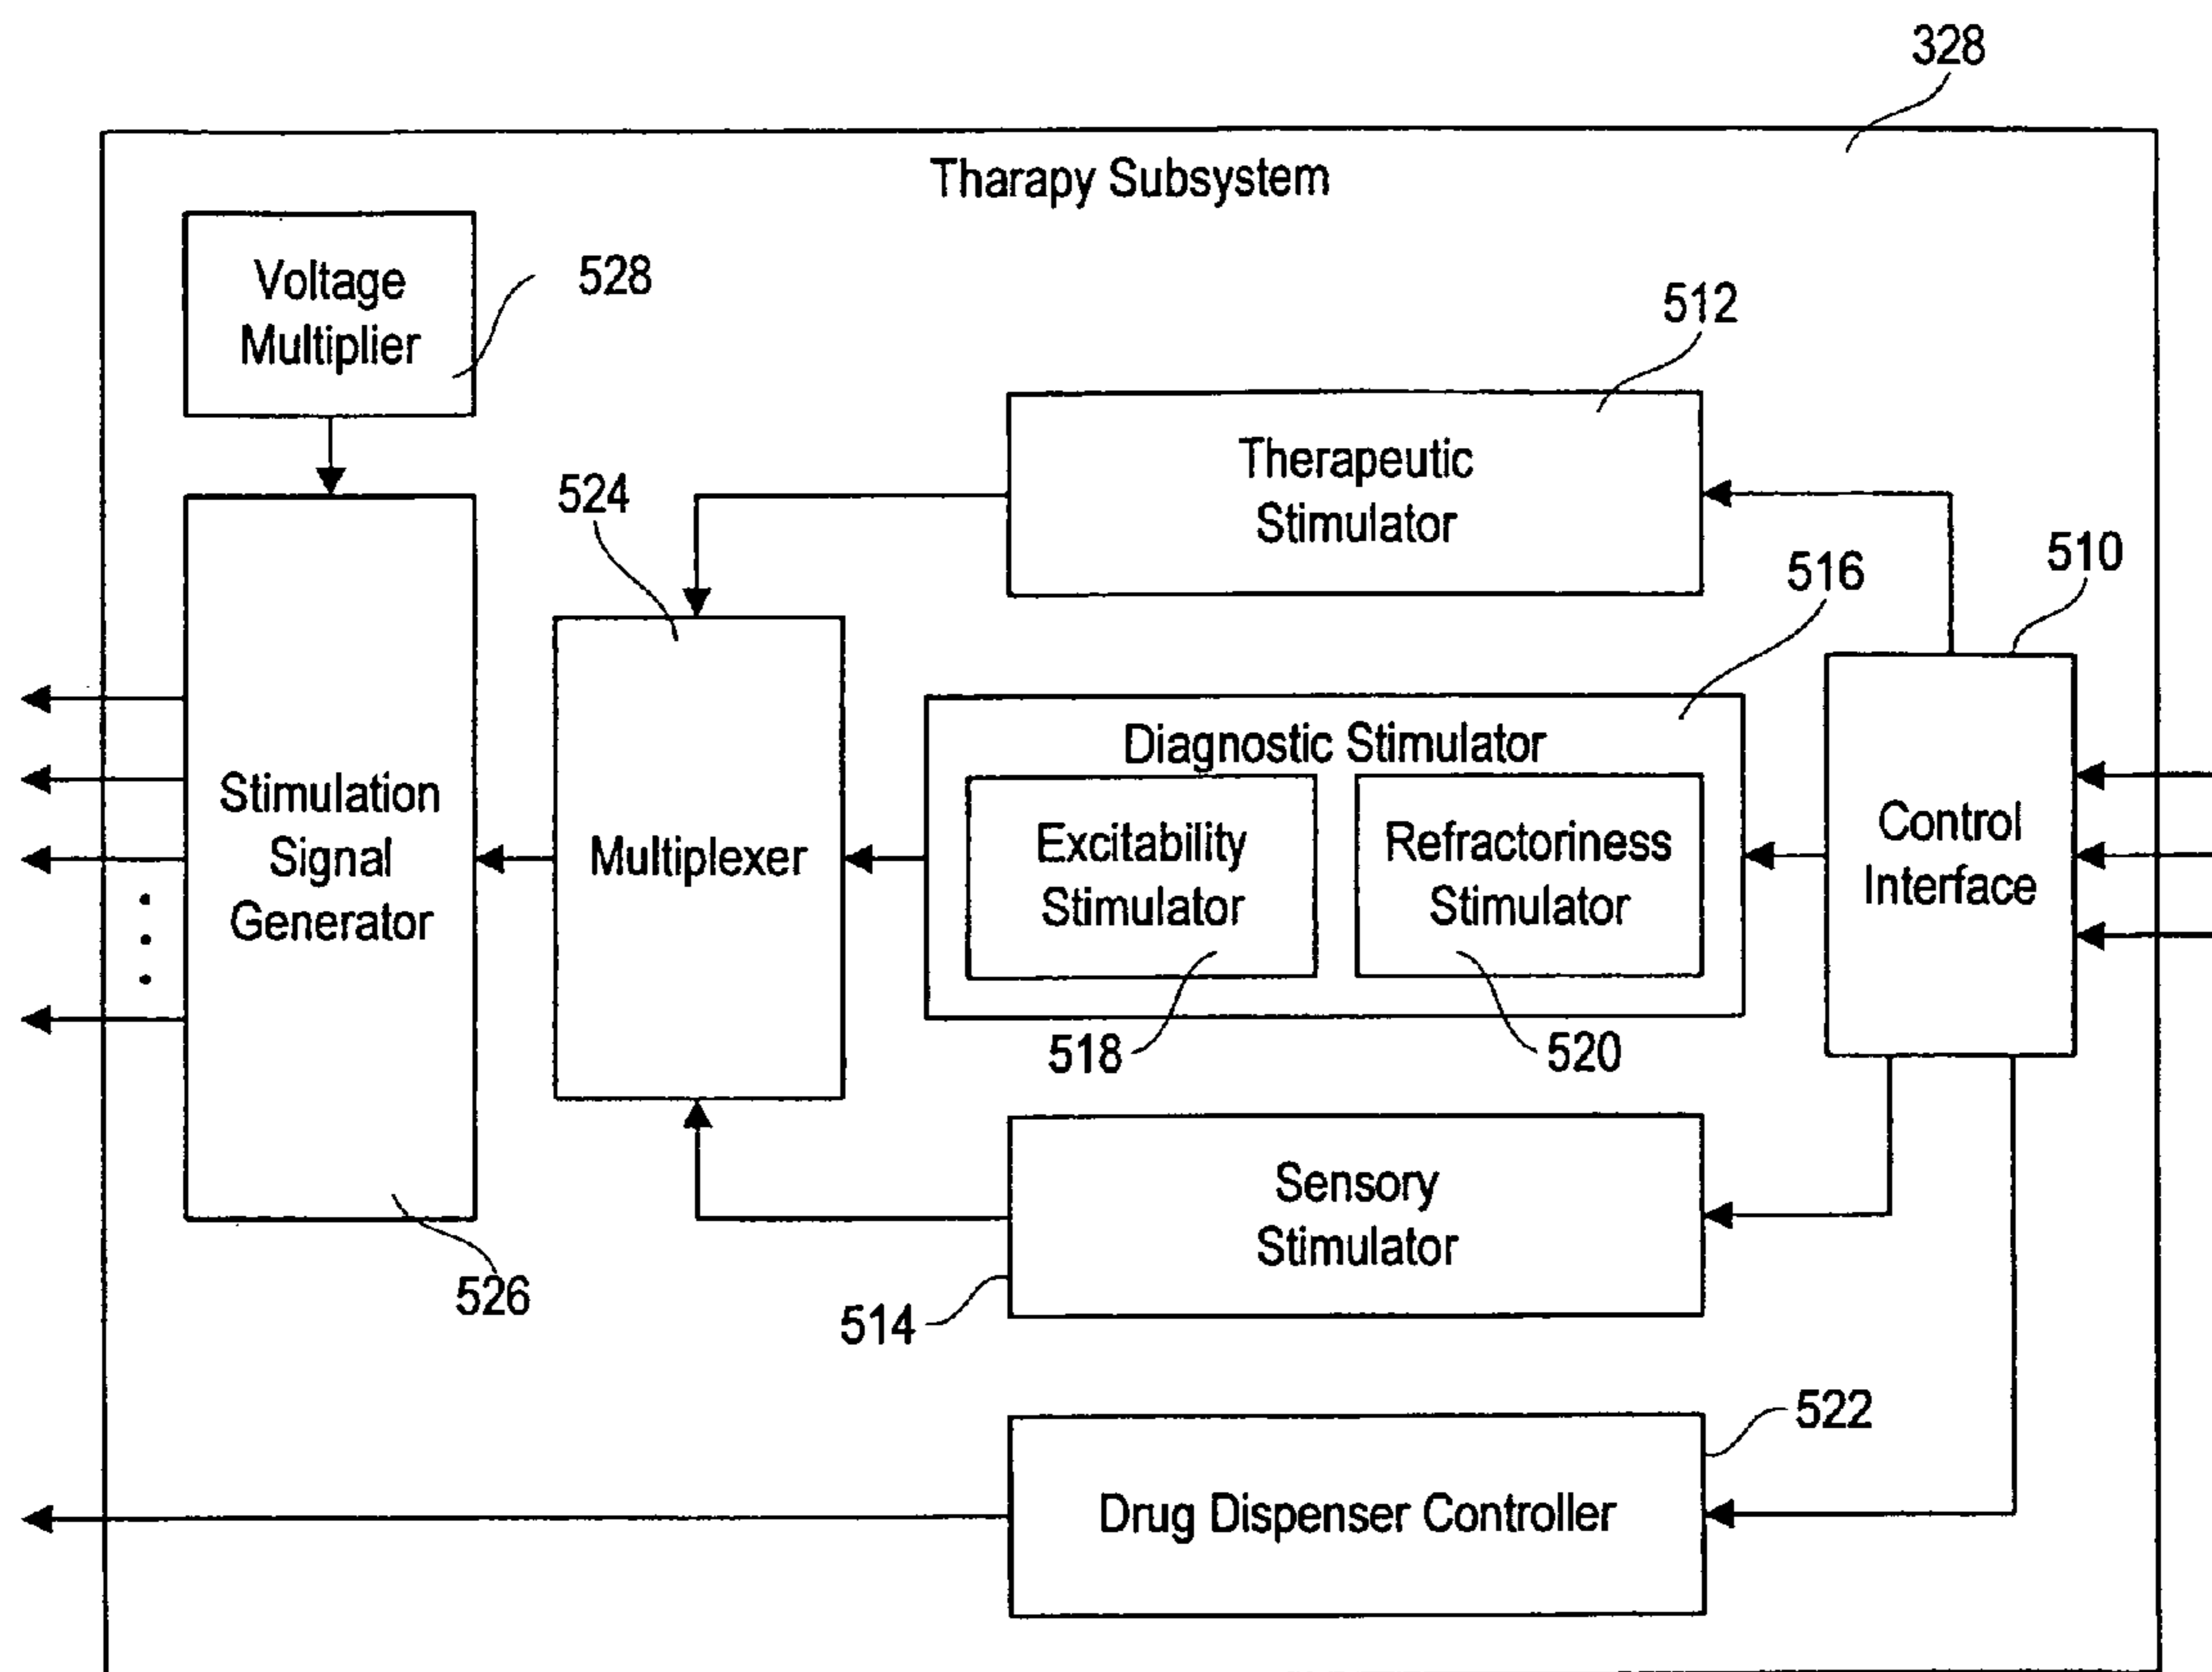 328
Tharapy Subsystem
Voltage
Multiplier
528
512
Therapeutic
Stimulator
524
510
516
Stimulation
Signal
Generator
Multiplexer
Diagnostic Stimulator
Excitability
Stimulator
Refractoriness
Stimulator
Control
Interface
518
520
Sensory
Stimulator
526
514
522
Drug Dispenser Controller